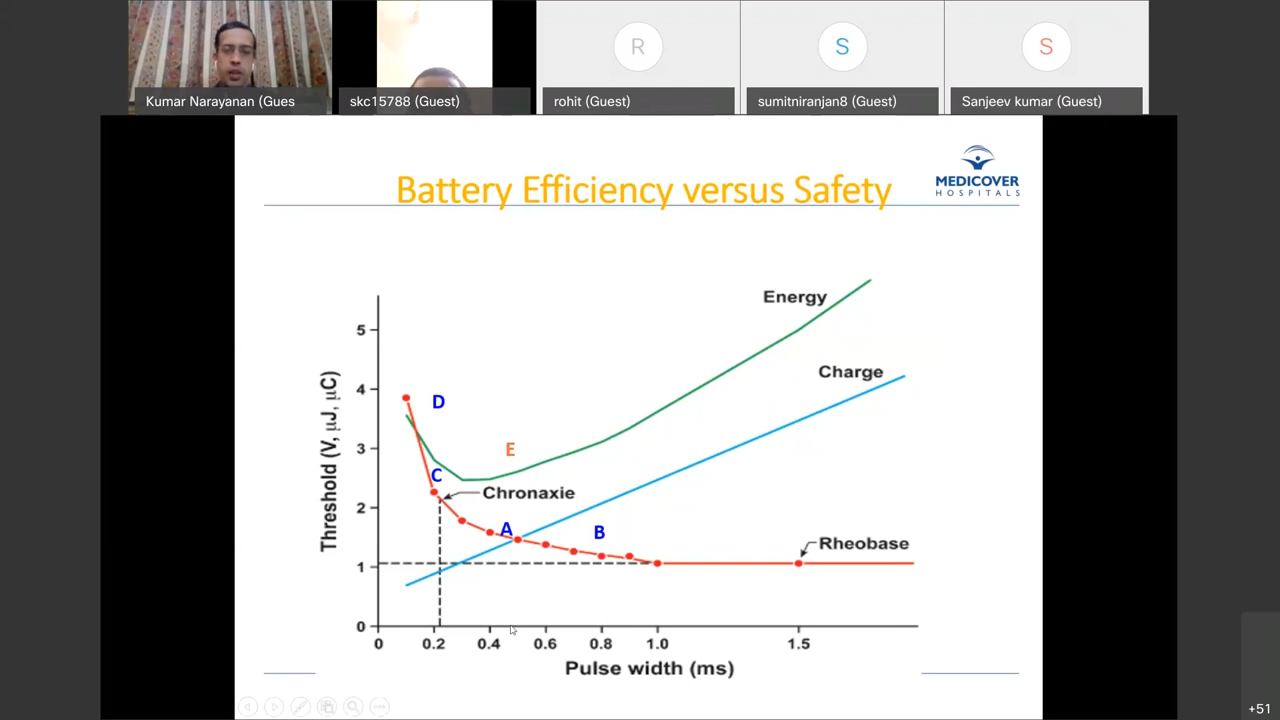 R
S
S
Kumar Narayanan (Gues
skc15788 (Guest)
rohit (Guest)
sumitniranjan8 (Guest)
Sanjeev kumar (Guest)
Battery Efficiency versus Safety
MEDICOVER
HOSPITALS
Energy
Charge
Threshold (V, μJ, μC)
5
4
3
2
1
0
D
E
C
Chronaxie
A
B
Rheobase
0
0.2
0.4
0.6
0.8
1.0
1.5
Pulse width (ms)
+51